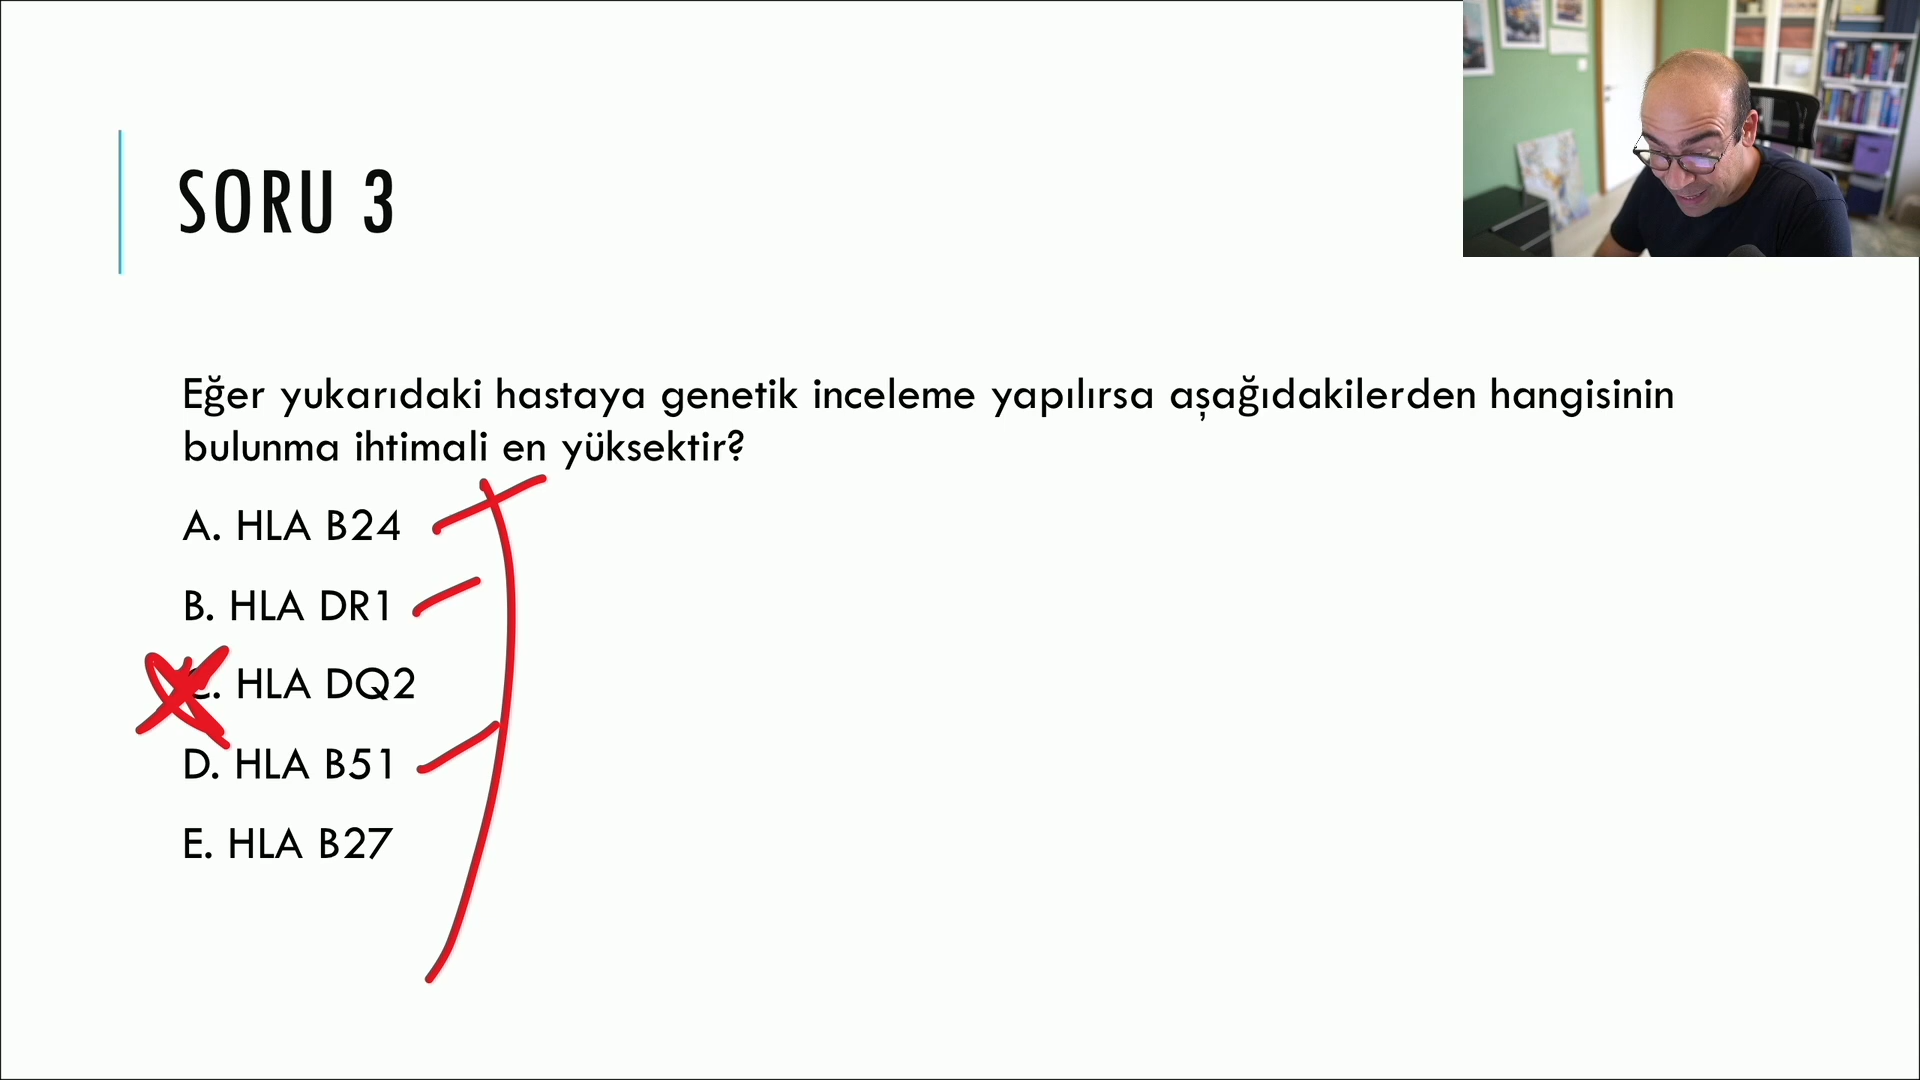 SORU 3
Eğer yukarıdaki hastaya genetik inceleme yapılırsa aşağıdakilerden hangisinin
bulunma ihtimali en yüksektir?
A. HLA B24
B. HLA DR1
C. HLA DQ2
D. HLA B51
E. HLA B27